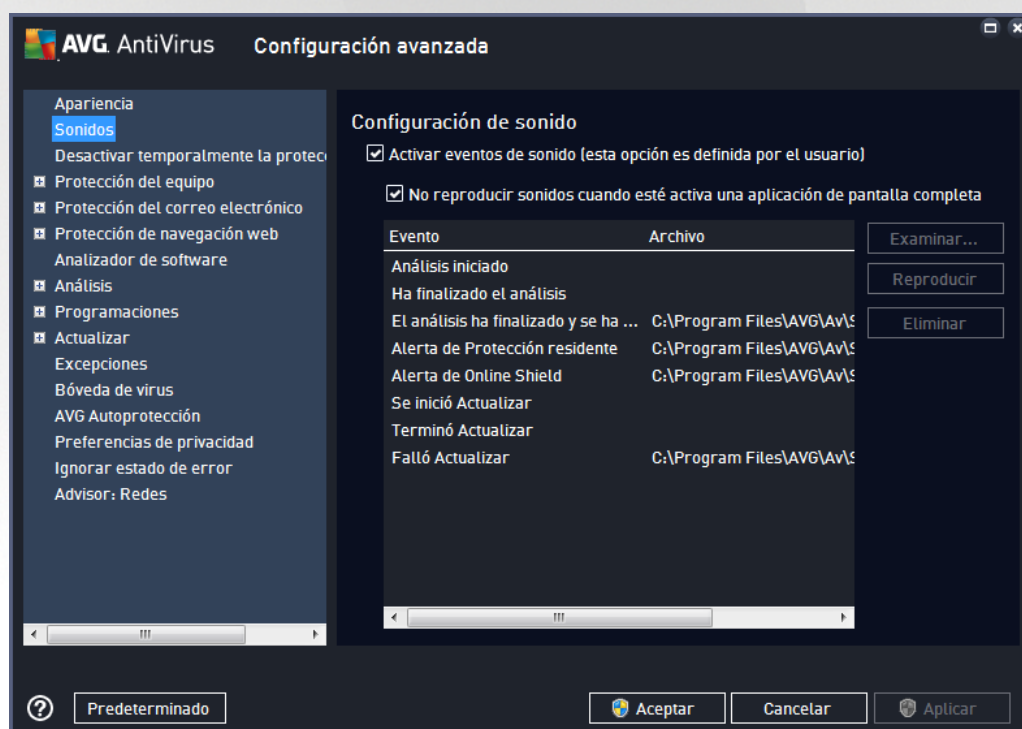 AVG. AntiVirus Configuración avanzada
Apariencia
Sonidos
Desactivar temporalmente la protec
Protección del equipo
Protección del correo electrónico
Protección de navegación web
Analizador de software
Análisis
Programaciones
Actualizar
Excepciones
Bóveda de virus
AVG Autoprotección
Preferencias de privacidad
Ignorar estado de error
Advisor: Redes
Configuración de sonido
Activar eventos de sonido (esta opción es definida por el usuario)
No reproducir sonidos cuando esté activa una aplicación de pantalla completa
Evento Archivo
Análisis iniciado
Ha finalizado el análisis
El análisis ha finalizado y se ha ... C:\Program Files\AVG\Av\S
Alerta de Protección residente C:\Program Files\AVG\Av\S
Alerta de Online Shield C:\Program Files\AVG\Av\S
Se inició Actualizar
Terminó Actualizar
Falló Actualizar C:\Program Files\AVG\Av\S
Examinar...
Reproducir
Eliminar
? Predeterminado Aceptar Cancelar Aplicar